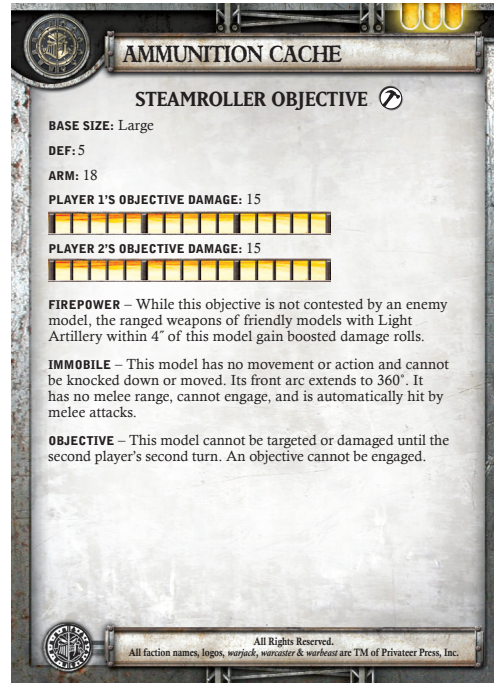 AMMUNITION CACHE
STEAMROLLER OBJECTIVE
BASE SIZE: Large
DEF: 5
ARM: 18
PLAYER 1'S OBJECTIVE DAMAGE: 15
PLAYER 2'S OBJECTIVE DAMAGE: 15
FIREPOWER – While this objective is not contested by an enemy
model, the ranged weapons of friendly models with Light
Artillery within 4˝ of this model gain boosted damage rolls.
IMMOBILE – This model has no movement or action and cannot
be knocked down or moved. Its front arc extends to 360°. It
has no melee range, cannot engage, and is automatically hit by
melee attacks.
OBJECTIVE – This model cannot be targeted or damaged until the
second player's second turn. An objective cannot be engaged.
All Rights Reserved.
All faction names, logos, warjack, warcaster & warbeast are TM of Privateer Press, Inc.